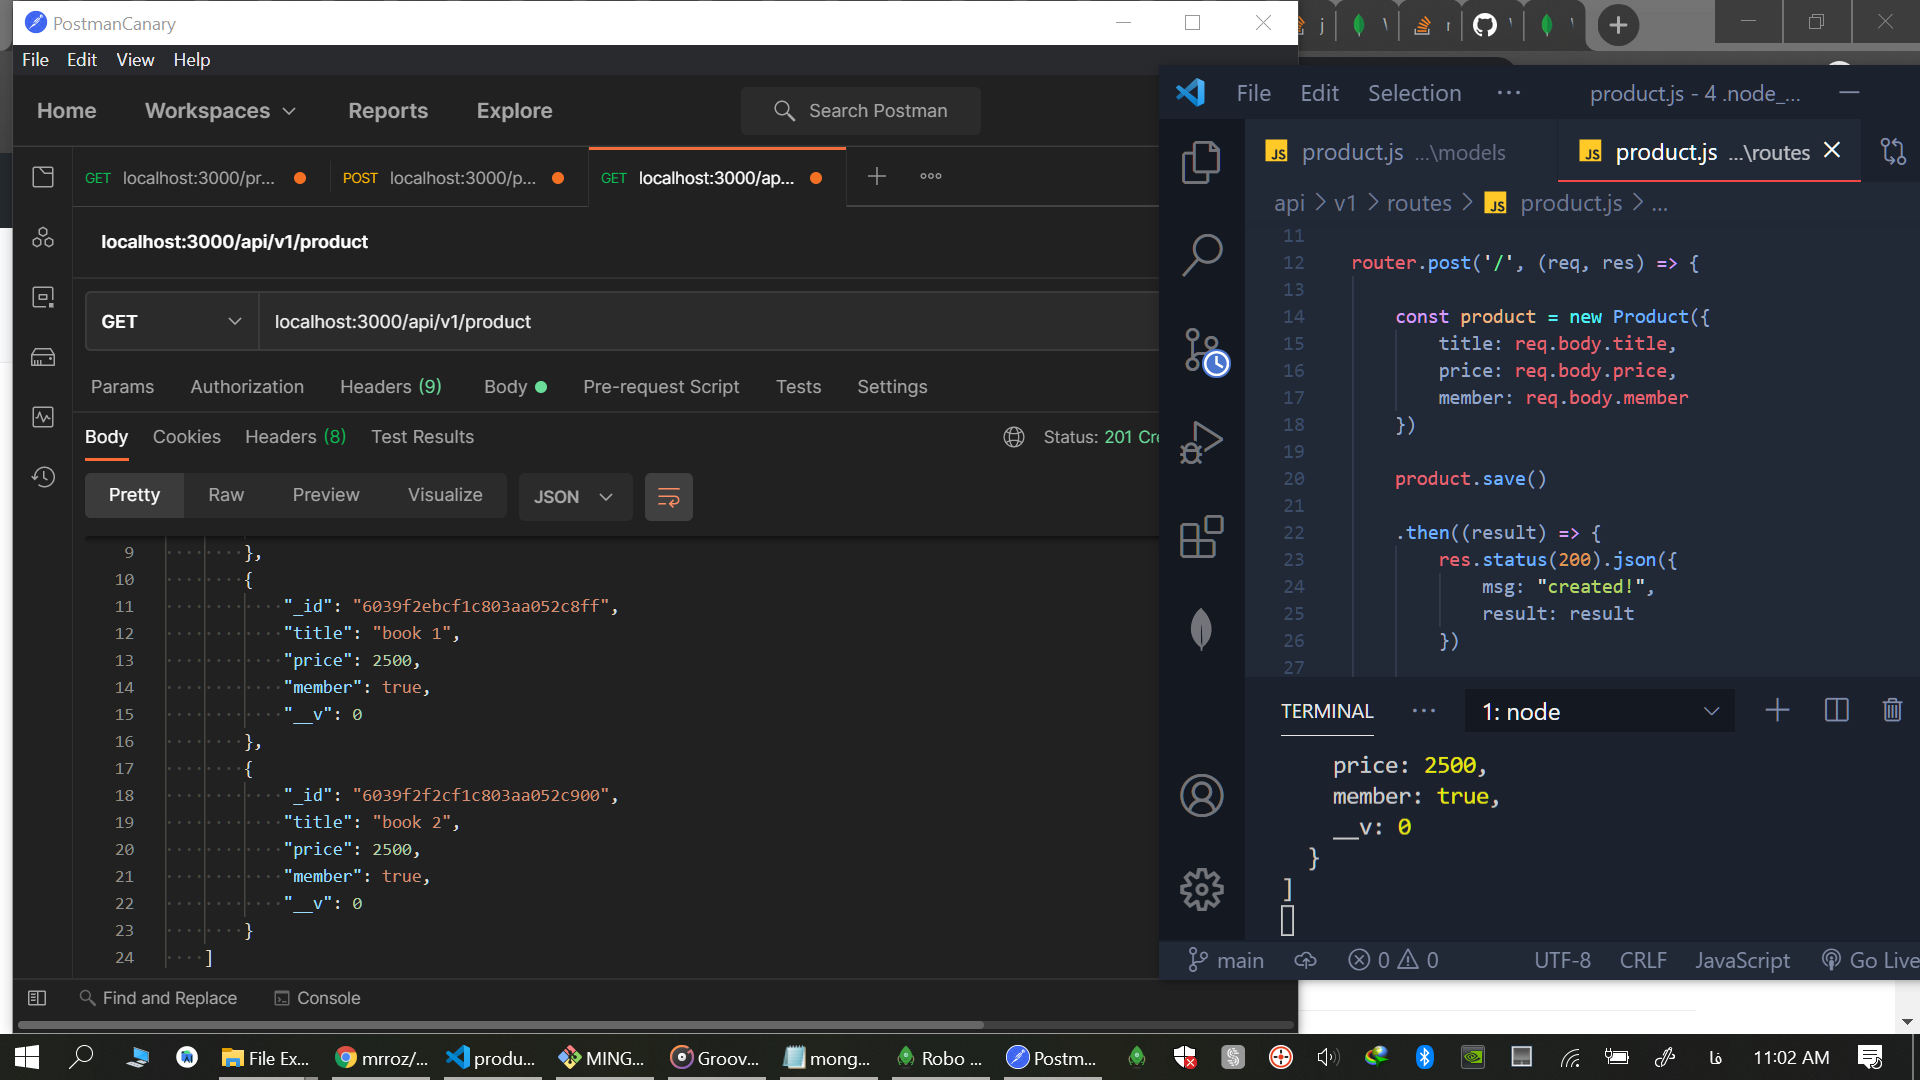 PostmanCanary
File Edit View Help
Home Workspaces Reports Explore Search Postman
GET localhost:3000/pr... POST localhost:3000/p... GET localhost:3000/ap...
localhost:3000/api/v1/product
GET localhost:3000/api/v1/product
Params Authorization Headers (9) Body Pre-request Script Tests Settings
Body Cookies Headers (8) Test Results Status: 201 Cre
Pretty Raw Preview Visualize JSON
9 },
10 {
11 "_id": "6039f2ebcf1c803aa052c8ff",
12 "title": "book 1",
13 "price": 2500,
14 "member": true,
15 "__v": 0
16 },
17 {
18 "_id": "6039f2f2cf1c803aa052c900",
19 "title": "book 2",
20 "price": 2500,
21 "member": true,
22 "__v": 0
23 }
24 ]
Find and Replace Console
File Edit Selection ··· product.js - 4 .node_...
product.js ...\models product.js ...\routes
api > v1 > routes > JS product.js > ...
11
12 router.post('/', (req, res) => {
13
14 const product = new Product({
15 title: req.body.title,
16 price: req.body.price,
17 member: req.body.member
18 })
19
20 product.save()
21
22 .then((result) => {
23 res.status(200).json({
24 msg: "created!",
25 result: result
26 })
27
TERMINAL ··· 1: node
price: 2500,
member: true,
__v: 0
}
]
main 0 0 UTF-8 CRLF JavaScript Go Live
File Ex... mrroz/... produ... MING... Groov... mong... Robo ... Postm... فا 11:02 AM